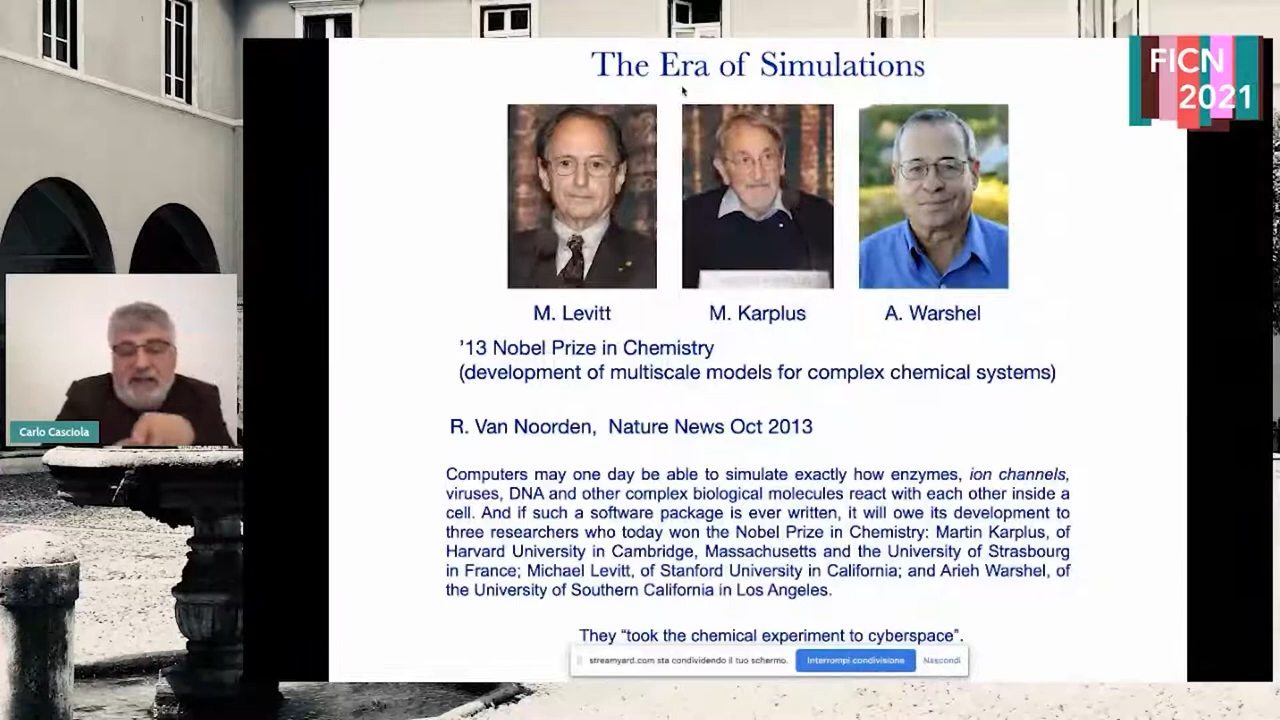 The Era of Simulations
FICN
2021
M. Levitt
M. Karplus
A. Warshel
’13 Nobel Prize in Chemistry
(development of multiscale models for complex chemical systems)
R. Van Noorden, Nature News Oct 2013
Computers may one day be able to simulate exactly how enzymes, ion channels,
viruses, DNA and other complex biological molecules react with each other inside a
cell. And if such a software package is ever written, it will owe its development to
three researchers who today won the Nobel Prize in Chemistry: Martin Karplus, of
Harvard University in Cambridge, Massachusetts and the University of Strasbourg
in France; Michael Levitt, of Stanford University in California; and Arieh Warshel, of
the University of Southern California in Los Angeles.
They “took the chemical experiment to cyberspace”.
Carlo Casciola
streamyard.com sta condividendo il tuo schermo.
Interrompi condivisione
Nascondi